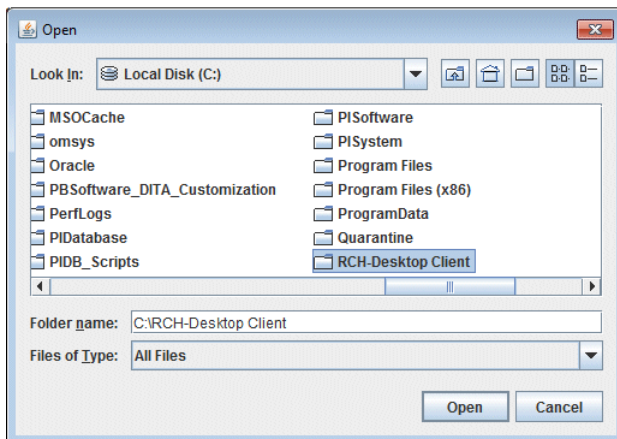 Open
Look In: Local Disk (C:)
MSOCache
omsys
Oracle
PBSoftware_DITA_Customization
PerfLogs
PIDatabase
PIDB_Scripts
PISoftware
PISystem
Program Files
Program Files (x86)
ProgramData
Quarantine
RCH-Desktop Client
Folder name: C:\RCH-Desktop Client
Files of Type: All Files
Open Cancel